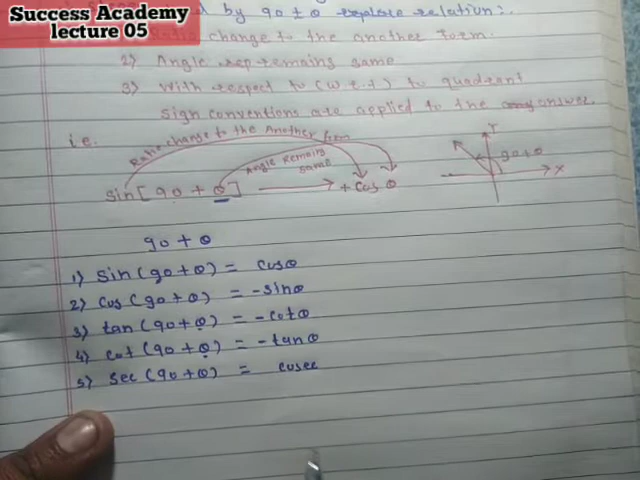 Success Academy
lecture 05
by 90 ± θ relation:
change to the another form.
2) Angle rep. remains same
3) With respect to (w.r.t) to quadrant
sign conventions are applied to the answer.
i.e.
Ratio change to the Another form
Angle Remains
same
sin[90 + θ] → + cos θ
Y
90+θ
X
90 + θ
1) sin(90+θ) = cosθ
2) cos(90+θ) = -sinθ
3) tan(90+θ) = -cotθ
4) cot(90+θ) = -tanθ
5) sec(90+θ) = cosec